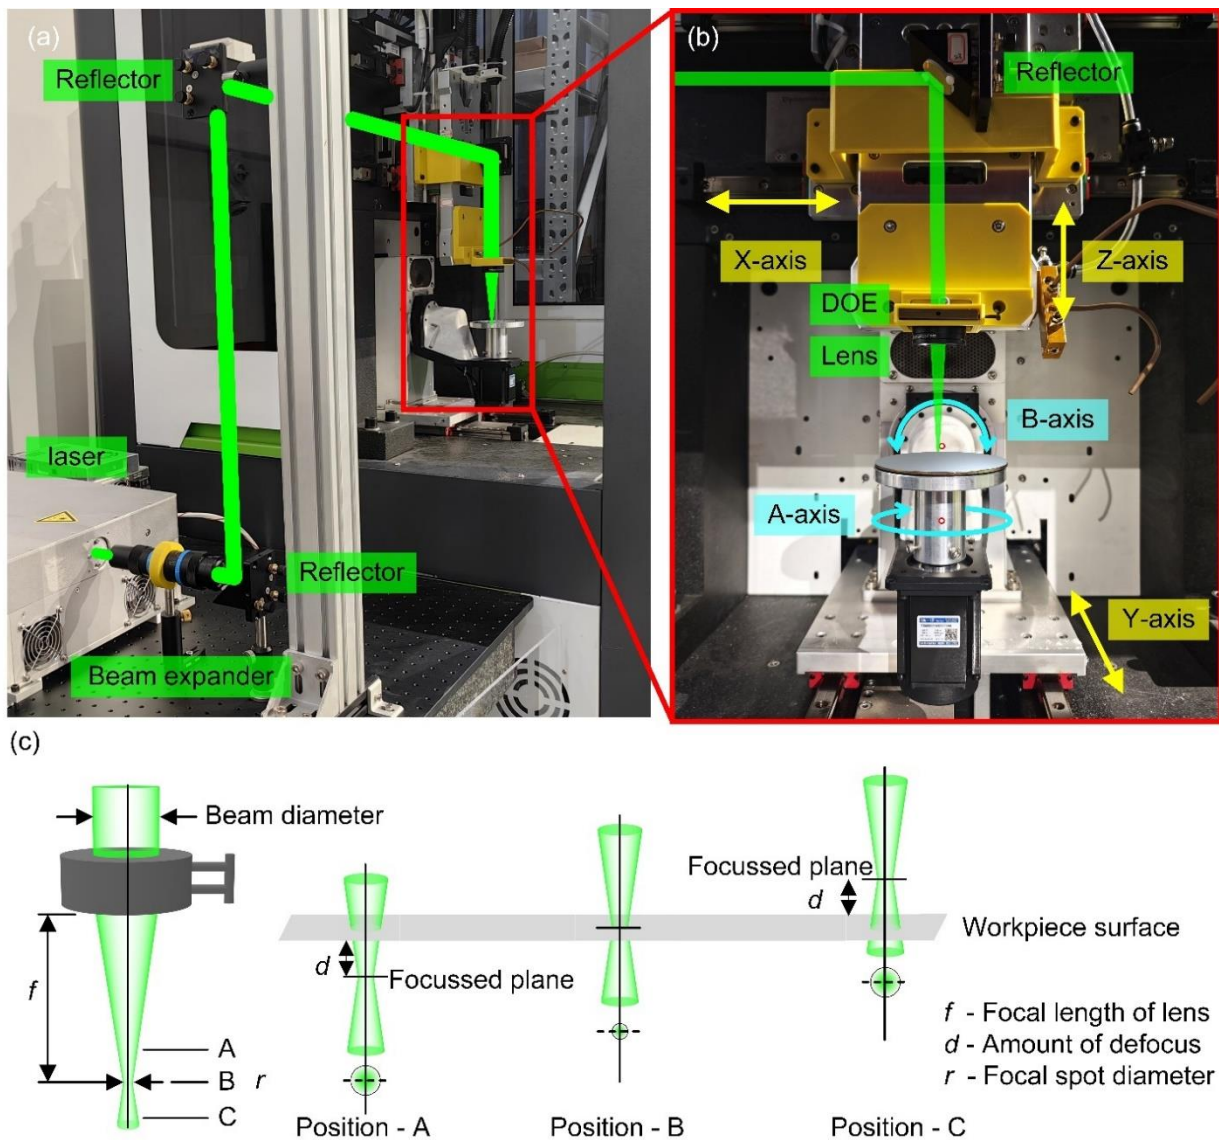 (a)
Reflector
laser
Reflector
Beam expander
(b)
Reflector
X-axis
Z-axis
DOE
Lens
B-axis
A-axis
Y-axis
(c)
Beam diameter
f
A
B r
C
d
Focussed plane
Position - A
Position - B
Focussed plane
d
Workpiece surface
Position - C
f - Focal length of lens
d - Amount of defocus
r - Focal spot diameter